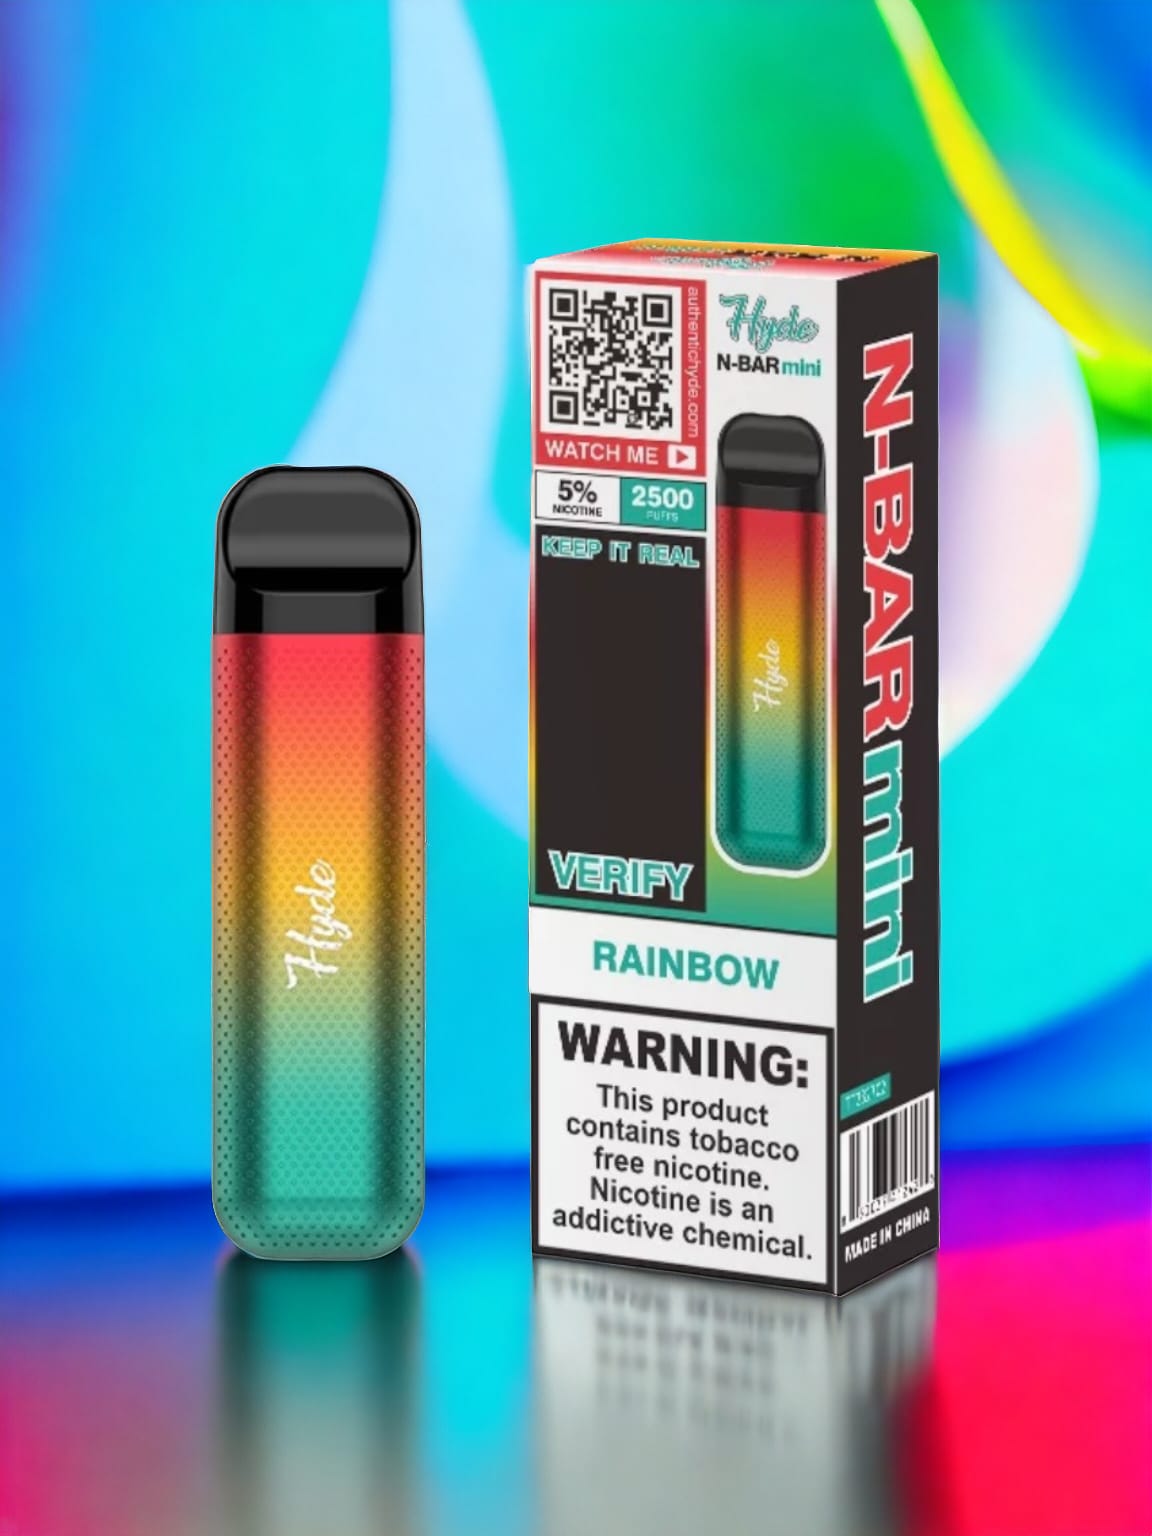 authentichyde.com
WATCH ME
5%
NICOTINE
2500
PUFFS
KEEP IT REAL
VERIFY
Hyde
N-BAR mini
Hyde
RAINBOW
WARNING:
This product
contains tobacco
free nicotine.
Nicotine is an
addictive chemical.
N-BAR mini
MADE IN CHINA
Hyde